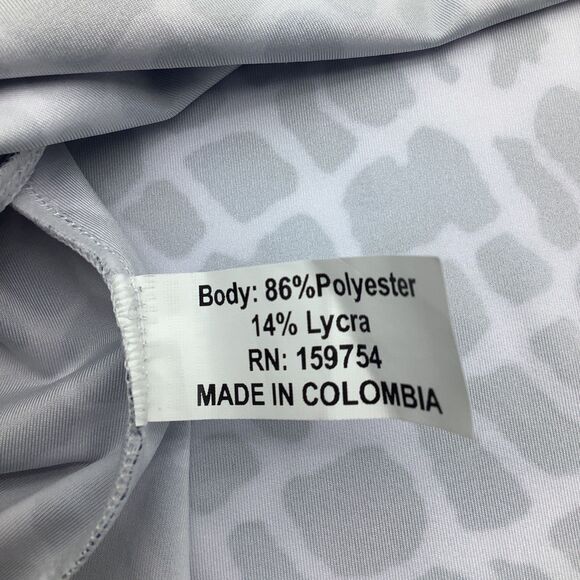 Body: 86%Polyester
14% Lycra
RN: 159754
MADE IN COLOMBIA